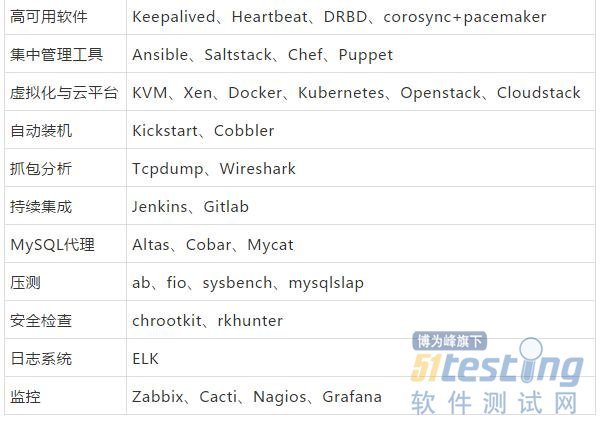 高可用软件 Keepalived、Heartbeat、DRBD、corosync+pacemaker
集中管理工具 Ansible、Saltstack、Chef、Puppet
虚拟化与云平台 KVM、Xen、Docker、Kubernetes、Openstack、Cloudstack
自动装机 Kickstart、Cobbler
抓包分析 Tcpdump、Wireshark
持续集成 Jenkins、Gitlab
MySQL代理 Altas、Cobar、Mycat
压测 ab、fio、sysbench、mysqlslap
安全检查 chrootkit、rkhunter
日志系统 ELK
监控 Zabbix、Cacti、Nagios、Grafana
博为峰旗下
51testing
软件测试网